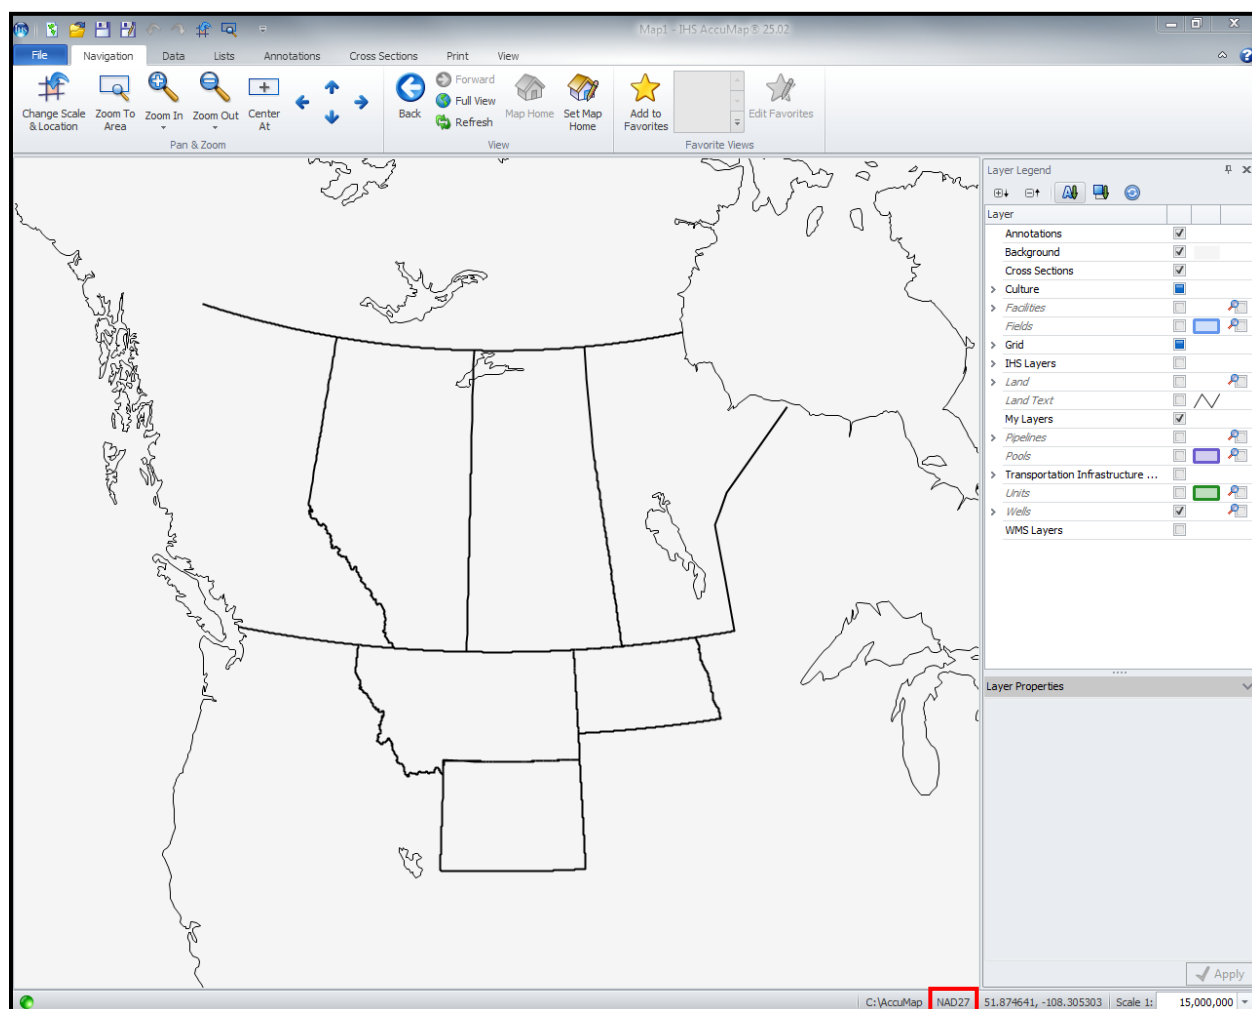 Map1 - IHS AccuMap® 25.02
File Navigation Data Lists Annotations Cross Sections Print View
Change Scale & Location
Zoom To Area
Zoom In
Zoom Out
Center At
Back
Forward
Full View
Refresh
Map Home
Set Map Home
Add to Favorites
Edit Favorites
Pan & Zoom View Favorite Views
Layer Legend
Layer
Annotations
Background
Cross Sections
Culture
Facilities
Fields
Grid
IHS Layers
Land
Land Text
My Layers
Pipelines
Pools
Transportation Infrastructure ...
Units
Wells
WMS Layers
Layer Properties
Apply
C:\AccuMap NAD27 51.874641, -108.305303 Scale 1: 15,000,000